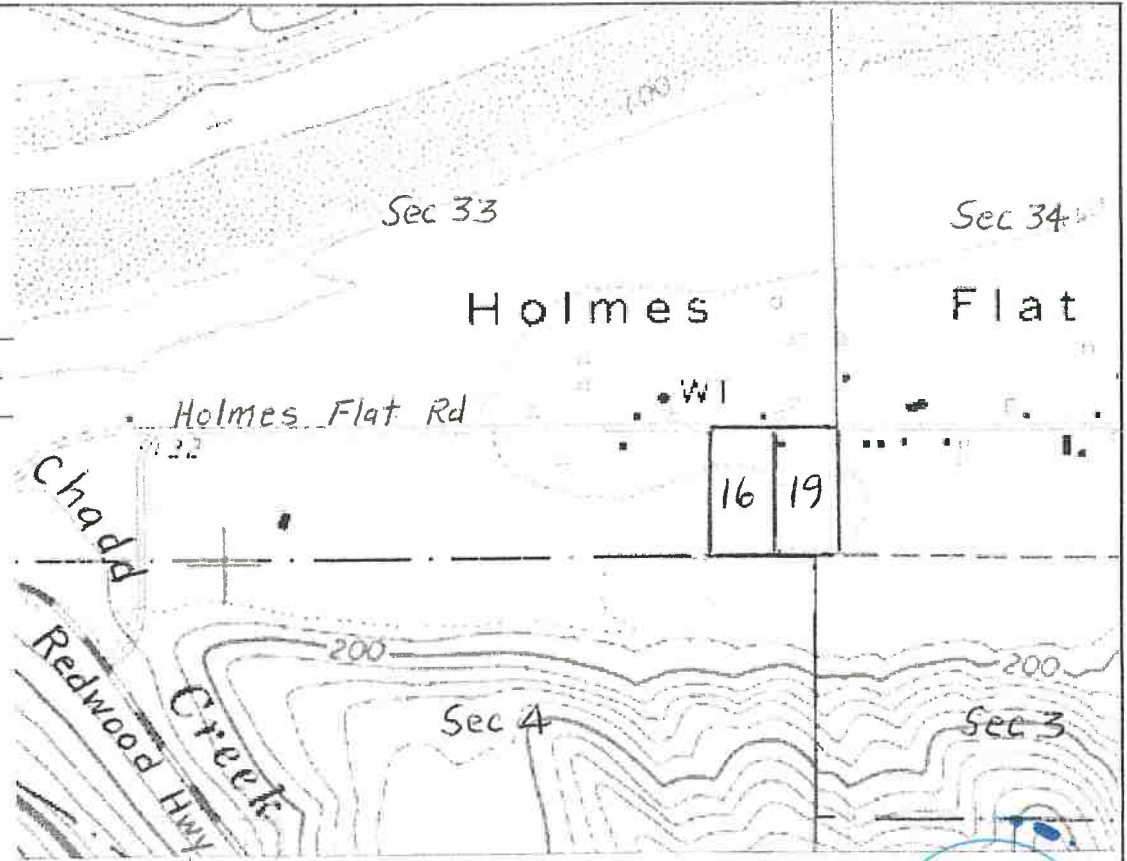 Sec 33
Sec 34
Holmes Flat
W1
Holmes Flat Rd
16 19
Chadd Creek
200
200
Redwood Hwy
Sec 4
Sec 3